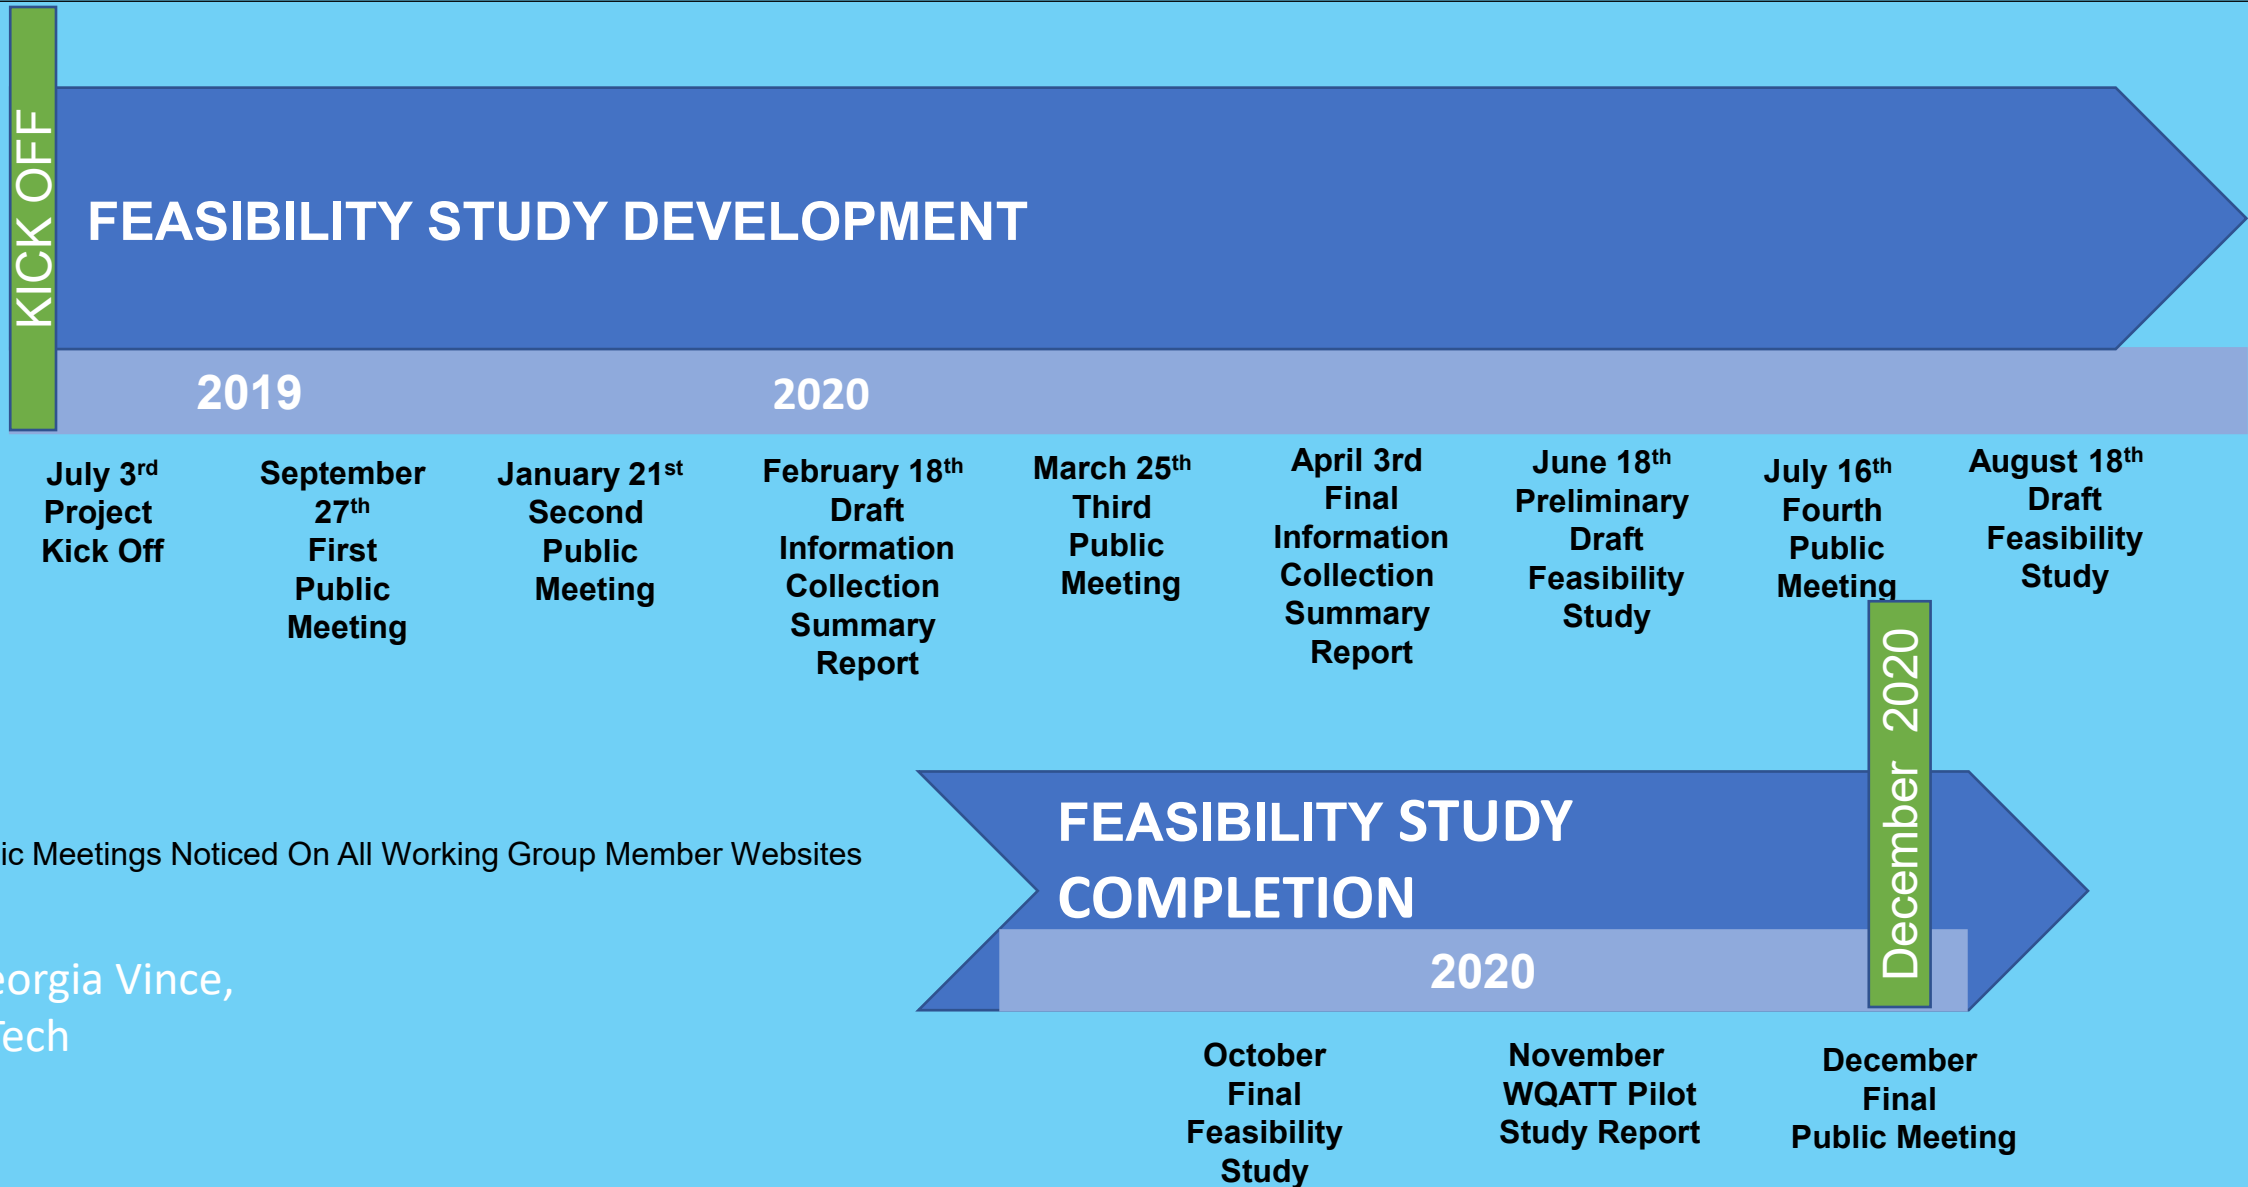 KICK OFF
FEASIBILITY STUDY DEVELOPMENT
2019
2020
July 3rd
Project
Kick Off
September
27th
First
Public
Meeting
January 21st
Second
Public
Meeting
February 18th
Draft
Information
Collection
Summary
Report
March 25th
Third
Public
Meeting
April 3rd
Final
Information
Collection
Summary
Report
June 18th
Preliminary
Draft
Feasibility
Study
July 16th
Fourth
Public
Meeting
August 18th
Draft
Feasibility
Study
ic Meetings Noticed On All Working Group Member Websites
eorgia Vince,
Tech
FEASIBILITY STUDY
COMPLETION
2020
December 2020
October
Final
Feasibility
Study
November
WQATT Pilot
Study Report
December
Final
Public Meeting